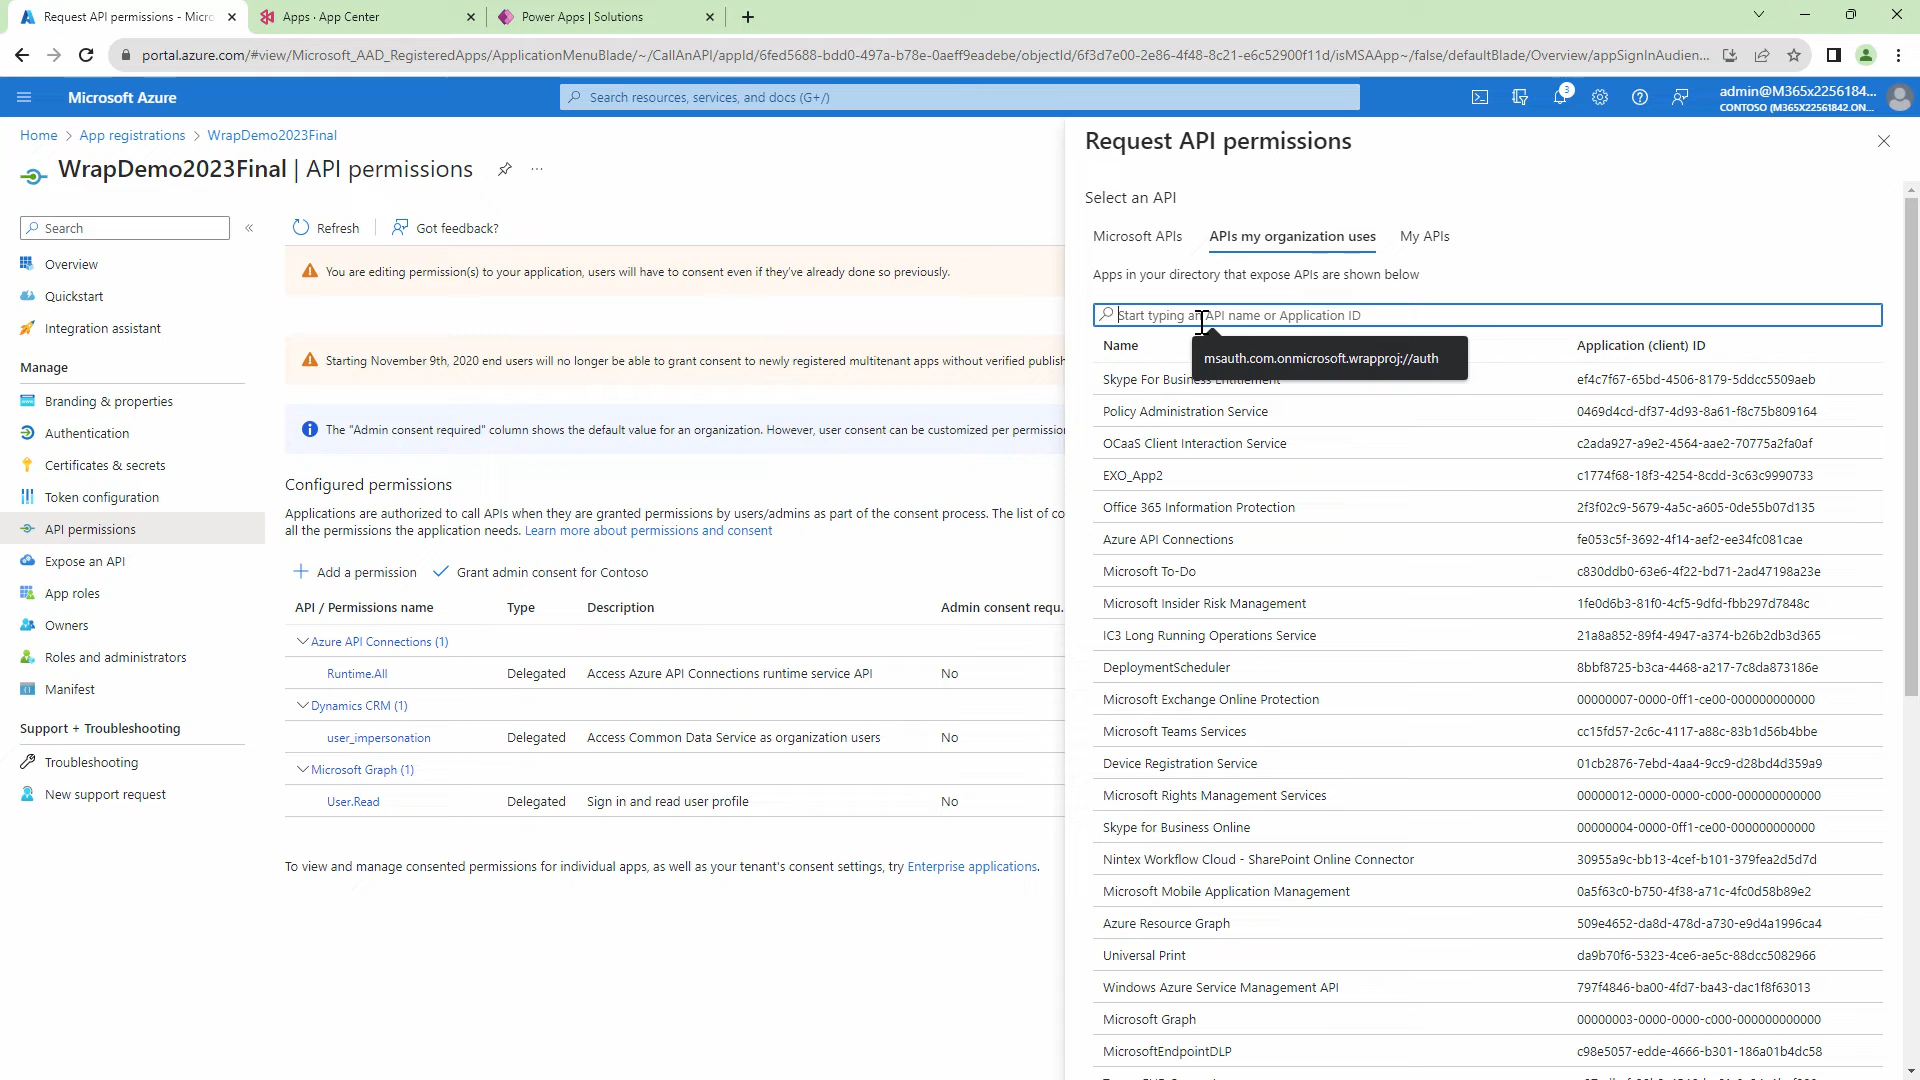 Request API permissions - Micro
Apps · App Center
Power Apps | Solutions
portal.azure.com/#view/Microsoft_AAD_RegisteredApps/ApplicationMenuBlade/~/CallAnAPI/appId/6fed5688-bdd0-497a-b78e-0aeff9eadebe/objectId/6f3d7e00-2e86-4f48-8c21-e6c52900f11d/isMSAApp~/false/defaultBlade/Overview/appSignInAudien...
Microsoft Azure
Search resources, services, and docs (G+/)
3
admin@M365x2256184...
CONTOSO (M365X22561842.ON...
Home > App registrations > WrapDemo2023Final
WrapDemo2023Final | API permissions
Search
Overview
Quickstart
Integration assistant
Manage
Branding & properties
Authentication
Certificates & secrets
Token configuration
API permissions
Expose an API
App roles
Owners
Roles and administrators
Manifest
Support + Troubleshooting
Troubleshooting
New support request
Refresh
Got feedback?
You are editing permission(s) to your application, users will have to consent even if they've already done so previously.
Starting November 9th, 2020 end users will no longer be able to grant consent to newly registered multitenant apps without verified publish
The "Admin consent required" column shows the default value for an organization. However, user consent can be customized per permissio
Configured permissions
Applications are authorized to call APIs when they are granted permissions by users/admins as part of the consent process. The list of co
all the permissions the application needs. Learn more about permissions and consent
Add a permission
Grant admin consent for Contoso
API / Permissions name Type Description Admin consent requ.
Azure API Connections (1)
Runtime.All Delegated Access Azure API Connections runtime service API No
Dynamics CRM (1)
user_impersonation Delegated Access Common Data Service as organization users No
Microsoft Graph (1)
User.Read Delegated Sign in and read user profile No
To view and manage consented permissions for individual apps, as well as your tenant's consent settings, try Enterprise applications.
Request API permissions
Select an API
Microsoft APIs
APIs my organization uses
My APIs
Apps in your directory that expose APIs are shown below
Start typing an API name or Application ID
msauth.com.onmicrosoft.wrapproj://auth
Name Application (client) ID
Skype For Business Entitlement ef4c7f67-65bd-4506-8179-5ddcc5509aeb
Policy Administration Service 0469d4cd-df37-4d93-8a61-f8c75b809164
OCaaS Client Interaction Service c2ada927-a9e2-4564-aae2-70775a2fa0af
EXO_App2 c1774f68-18f3-4254-8cdd-3c63c9990733
Office 365 Information Protection 2f3f02c9-5679-4a5c-a605-0de55b07d135
Azure API Connections fe053c5f-3692-4f14-aef2-ee34fc081cae
Microsoft To-Do c830ddb0-63e6-4f22-bd71-2ad47198a23e
Microsoft Insider Risk Management 1fe0d6b3-81f0-4cf5-9dfd-fbb297d7848c
IC3 Long Running Operations Service 21a8a852-89f4-4947-a374-b26b2db3d365
DeploymentScheduler 8bbf8725-b3ca-4468-a217-7c8da873186e
Microsoft Exchange Online Protection 00000007-0000-0ff1-ce00-000000000000
Microsoft Teams Services cc15fd57-2c6c-4117-a88c-83b1d56b4bbe
Device Registration Service 01cb2876-7ebd-4aa4-9cc9-d28bd4d359a9
Microsoft Rights Management Services 00000012-0000-0000-c000-000000000000
Skype for Business Online 00000004-0000-0ff1-ce00-000000000000
Nintex Workflow Cloud - SharePoint Online Connector 30955a9c-bb13-4cef-b101-379fea2d5d7d
Microsoft Mobile Application Management 0a5f63c0-b750-4f38-a71c-4fc0d58b89e2
Azure Resource Graph 509e4652-da8d-478d-a730-e9d4a1996ca4
Universal Print da9b70f6-5323-4ce6-ae5c-88dcc5082966
Windows Azure Service Management API 797f4846-ba00-4fd7-ba43-dac1f8f63013
Microsoft Graph 00000003-0000-0000-c000-000000000000
MicrosoftEndpointDLP c98e5057-edde-4666-b301-186a01b4dc58